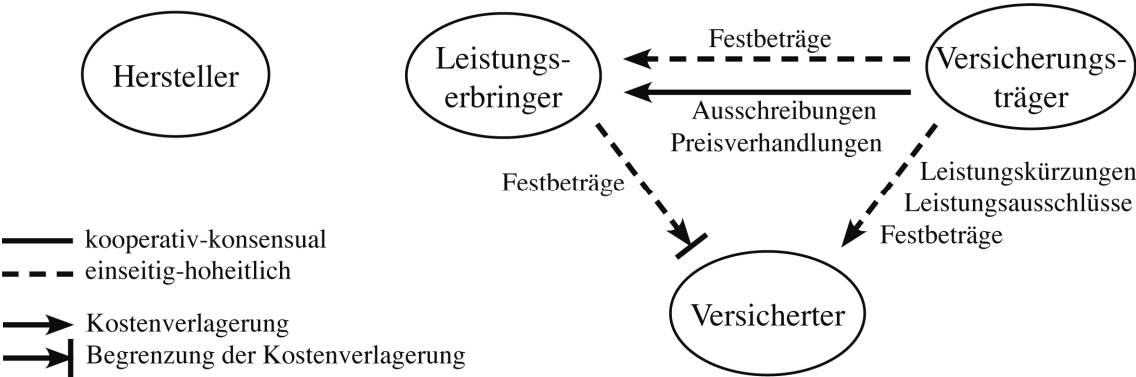 Hersteller
Leistungs-
erbringer
Festbeträge
Ausschreibungen
Preisverhandlungen
Versicherungs-
träger
Festbeträge
Leistungskürzungen
Leistungsausschlüsse
Festbeträge
Versicherter
kooperativ-konsensual
einseitig-hoheitlich
Kostenverlagerung
Begrenzung der Kostenverlagerung